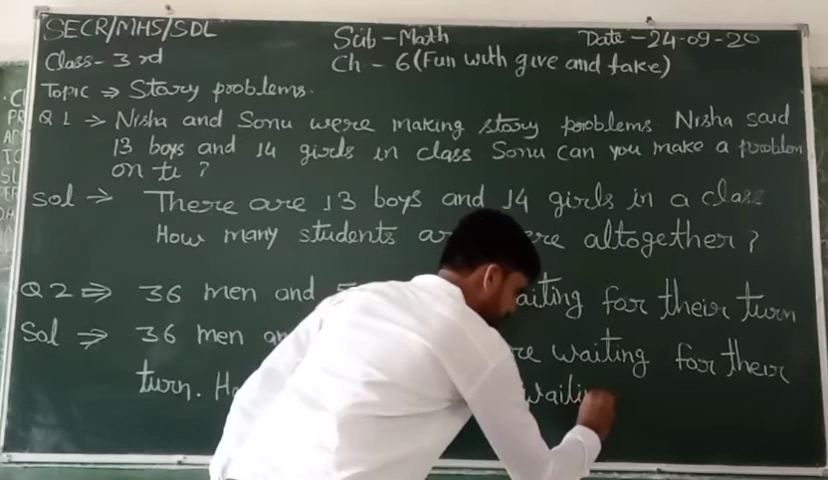 SECR/MHS/SDL Sub - Math Date - 24-09-20
Class - 3rd Ch - 6 (Fun with give and take)
Topic ⇒ Story problems.
Q 1 ⇒ Nisha and Sonu were making story problems. Nisha said
13 boys and 14 girls in class Sonu can you make a problem
on ti ?
Sol ⇒ There are 13 boys and 14 girls in a class
How many students altogether ?
Q 2 ⇒ 36 men and waiting for their turn
Sol ⇒ 36 men waiting for their
turn.